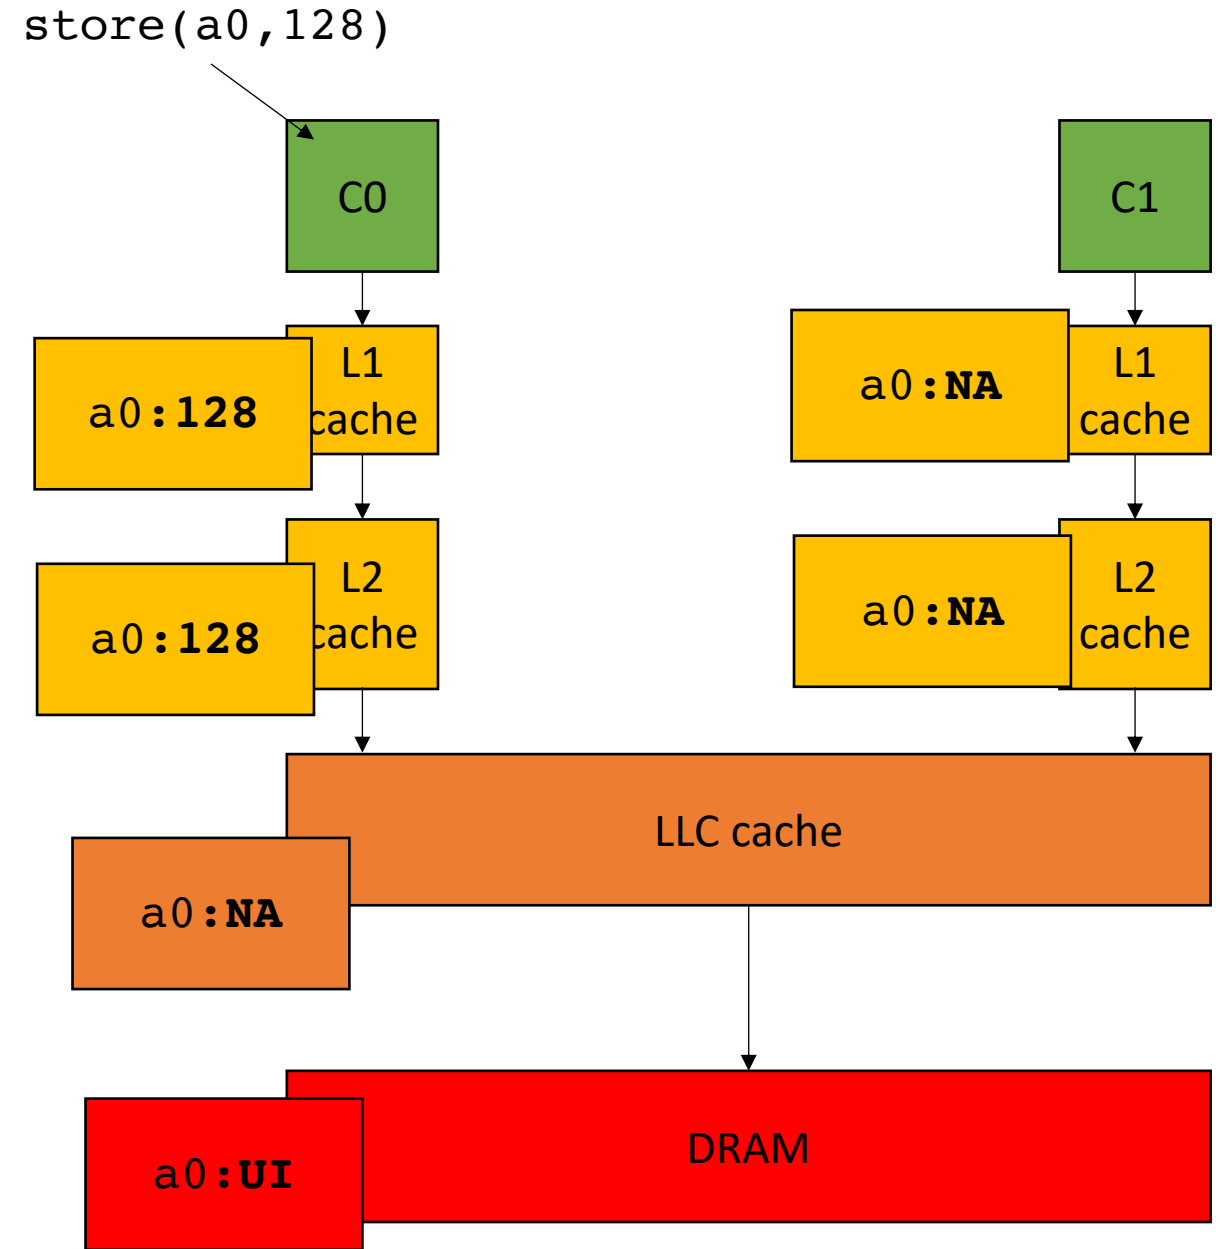 store(a0,128)
C0
C1
L1
cache
a0:128
a0:NA
L1
cache
L2
cache
a0:128
a0:NA
L2
cache
LLC cache
a0:NA
DRAM
a0:UI